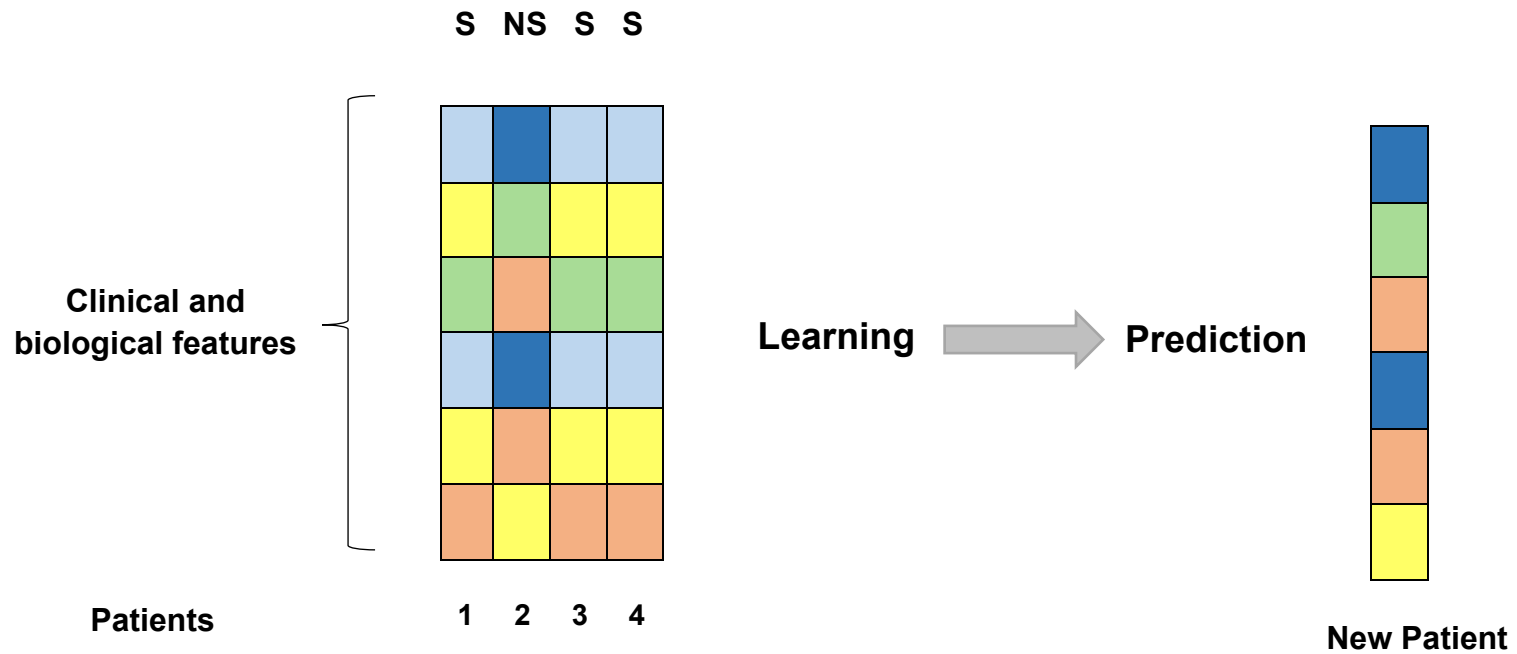 S NS S S
Clinical and
biological features
Learning
Prediction
Patients
1 2 3 4
New Patient